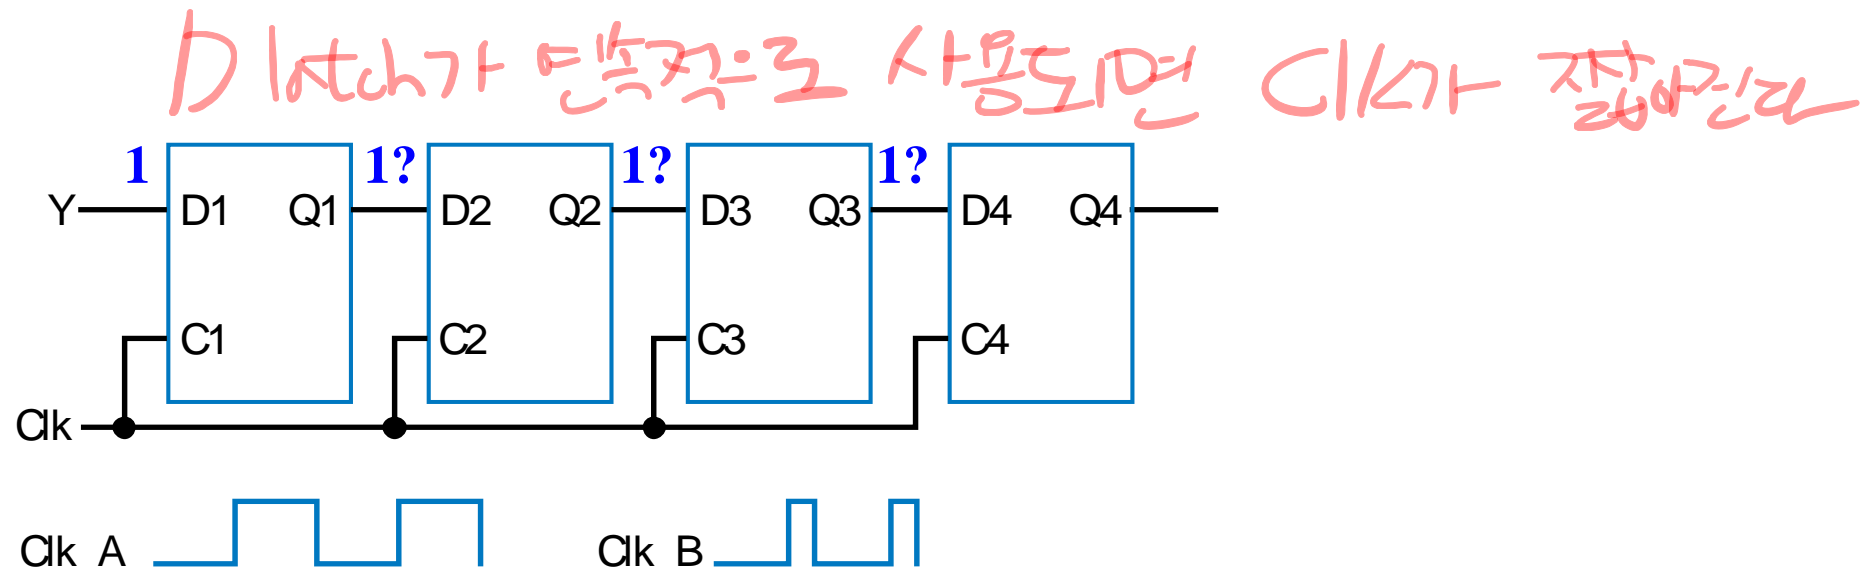 D latch가 연속적으로 사용되면 Clk가 짧아진다
1 1? 1? 1?
Y D1 Q1 D2 Q2 D3 Q3 D4 Q4
C1 C2 C3 C4
Clk
Clk A Clk B